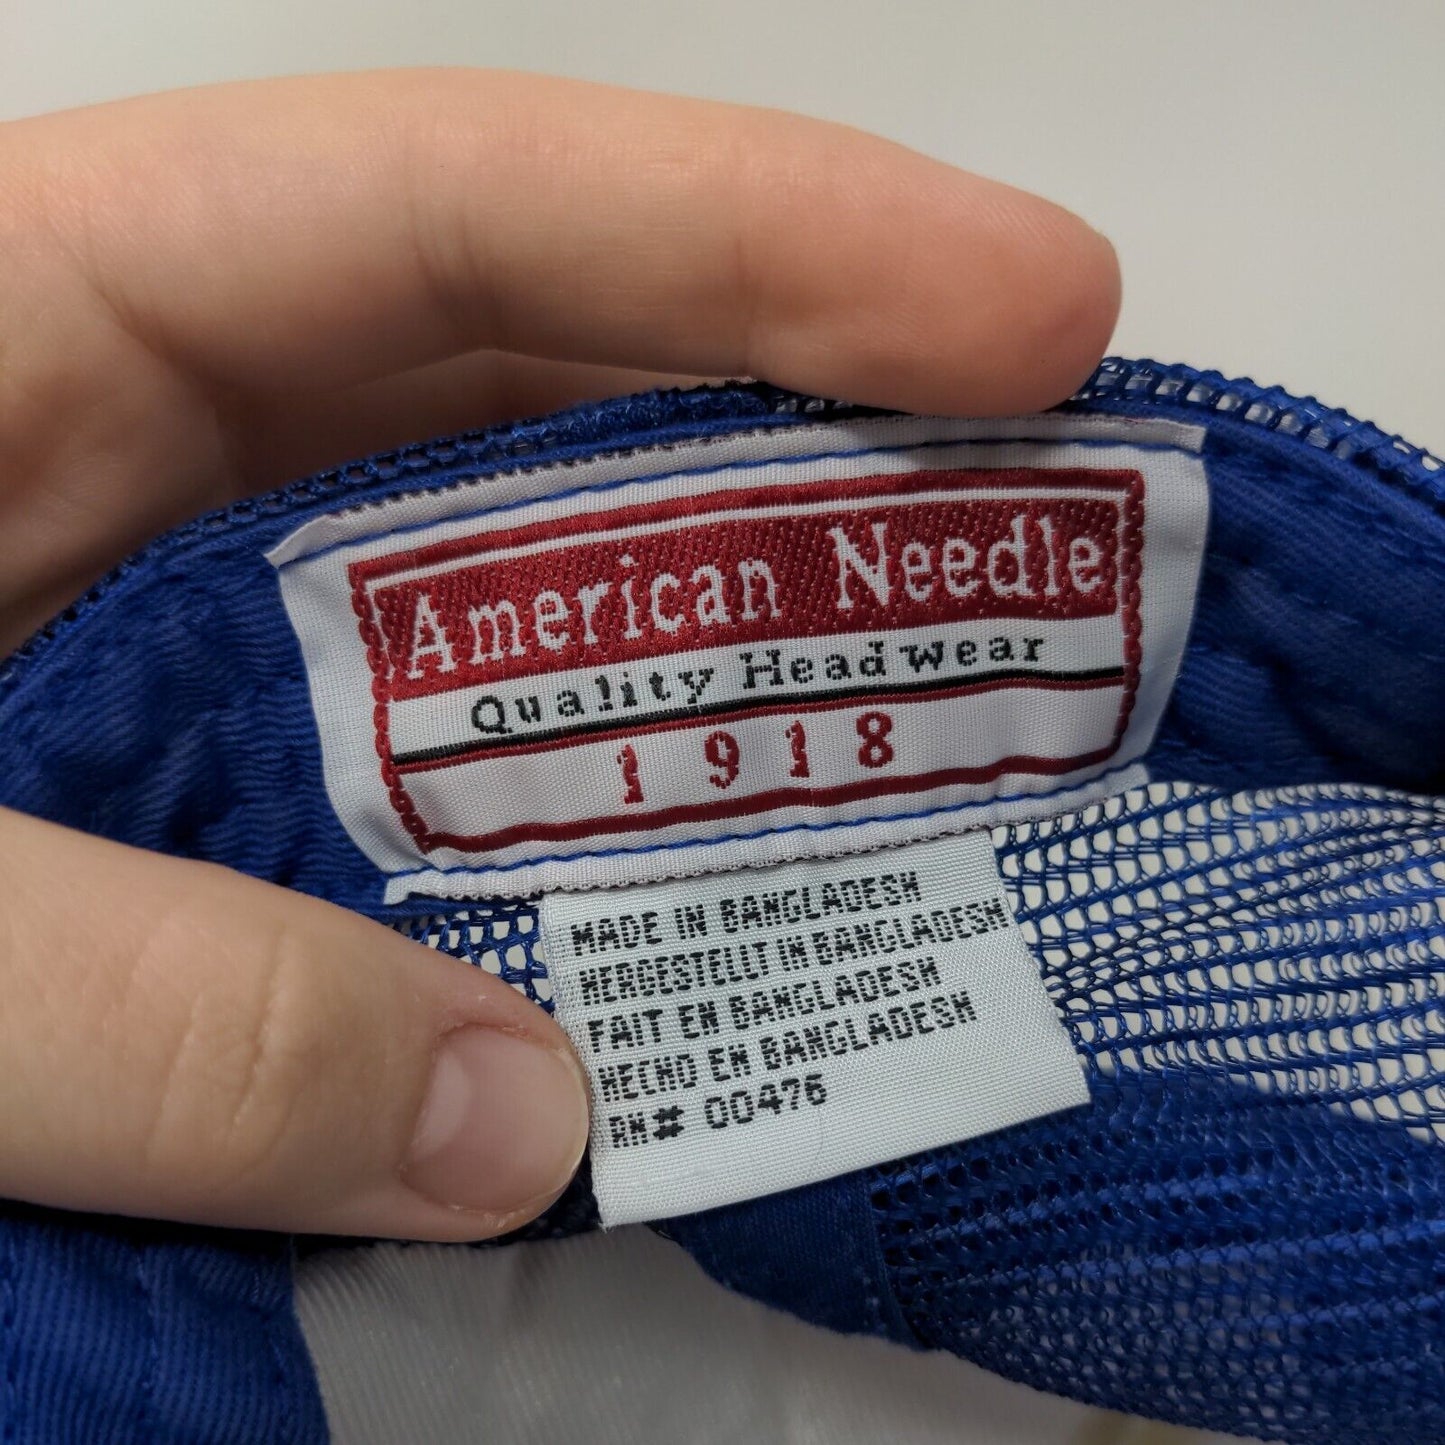 American Needle
Quality Headwear
1918
MADE IN BANGLADESH
HERGESTELLT IN BANGLADESH
FAIT EN BANGLADESH
HECHO EN BANGLADESH
RN# 00476